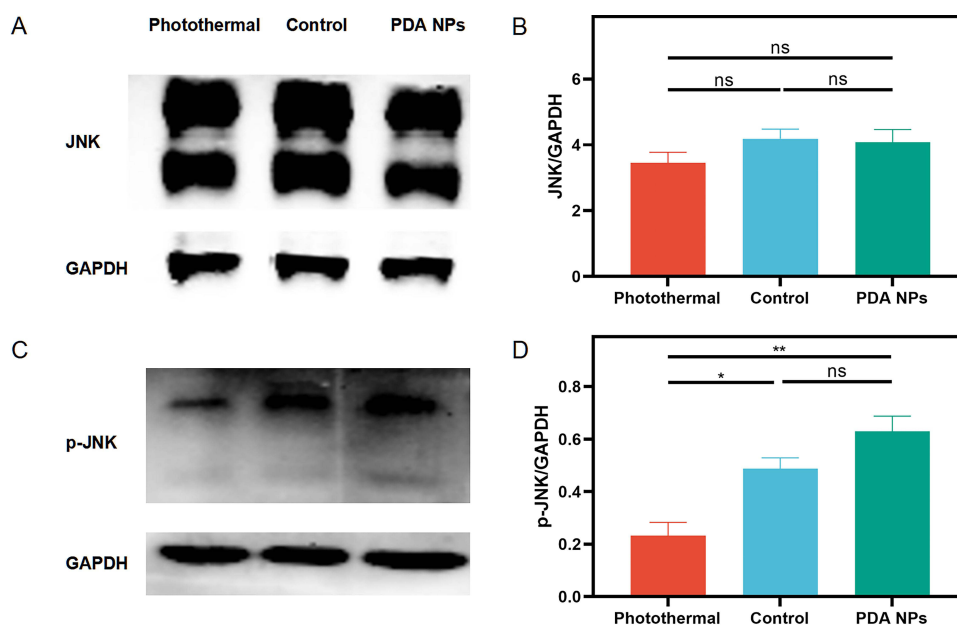 A
Photothermal Control PDA NPs
JNK
GAPDH
B
JNK/GAPDH
6
4
2
0
ns
ns ns
Photothermal Control PDA NPs
C
p-JNK
GAPDH
D
p-JNK/GAPDH
0.8
0.6
0.4
0.2
0.0
**
* ns
Photothermal Control PDA NPs